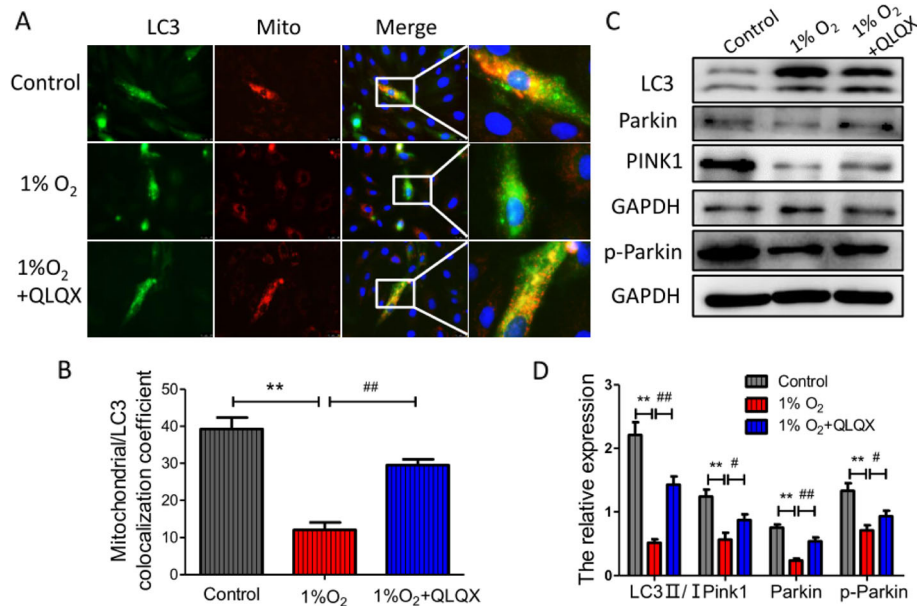 A
LC3 Mito Merge
Control
1% O2
1%O2
+QLQX
B
Mitochondrial/LC3
colocalization coefficient
50
40
30
20
10
0
**
##
Control 1%O2 1%O2+QLQX
C
Control 1% O2 1% O2
+QLQX
LC3
Parkin
PINK1
GAPDH
p-Parkin
GAPDH
D
The relative expression
3
2
1
0
Control
1% O2
1% O2+QLQX
** ##
** #
** ##
** #
LC3Ⅱ/Ⅰ Pink1 Parkin p-Parkin